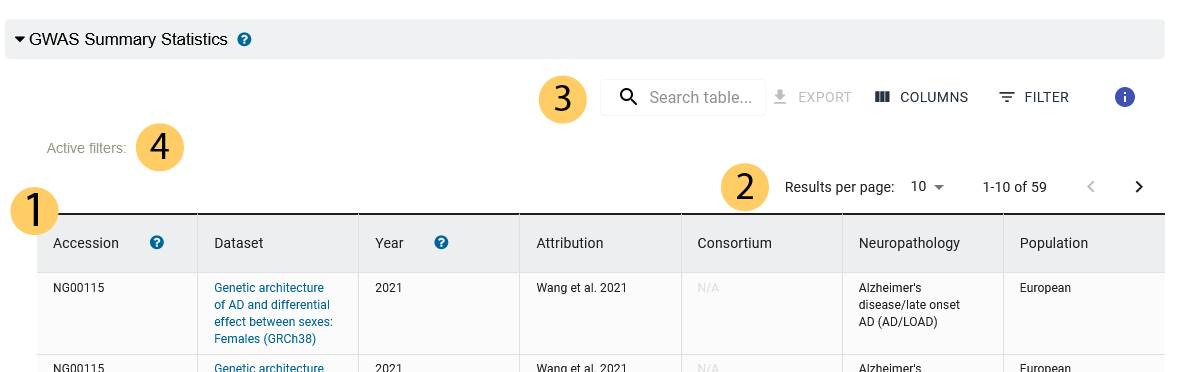 GWAS Summary Statistics ?
3 Search table... EXPORT COLUMNS FILTER i
Active filters: 4
2 Results per page: 10 1-10 of 59
1
Accession ? Dataset Year ? Attribution Consortium Neuropathology Population
NG00115 Genetic architecture 2021 Wang et al. 2021 N/A Alzheimer's European
of AD and differential disease/late onset
effect between sexes: AD (AD/LOAD)
Females (GRCh38)
NG00115 Genetic architecture 2021 Wang et al. 2021 N/A Alzheimer's European